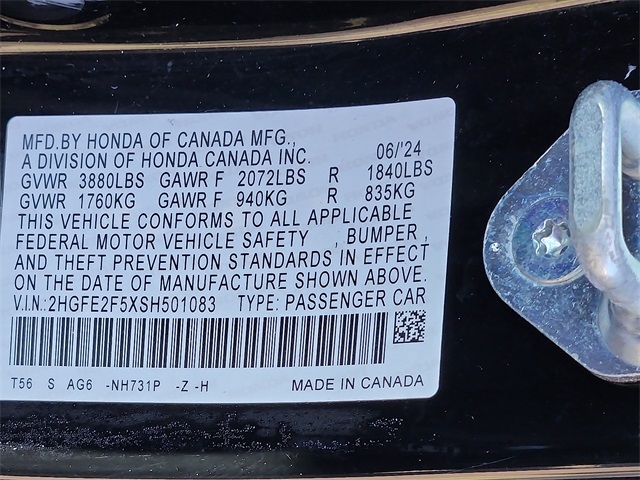 MFD.BY HONDA OF CANADA MFG.,
A DIVISION OF HONDA CANADA INC. 06/'24
GVWR 3880LBS GAWR F 2072LBS R 1840LBS
GVWR 1760KG GAWR F 940KG R 835KG
THIS VEHICLE CONFORMS TO ALL APPLICABLE
FEDERAL MOTOR VEHICLE SAFETY , BUMPER ,
AND THEFT PREVENTION STANDARDS IN EFFECT
ON THE DATE OF MANUFACTURE SHOWN ABOVE.
V.I.N.:2HGFE2F5XSH501083 TYPE: PASSENGER CAR
T56 S AG6 -NH731P -Z -H MADE IN CANADA